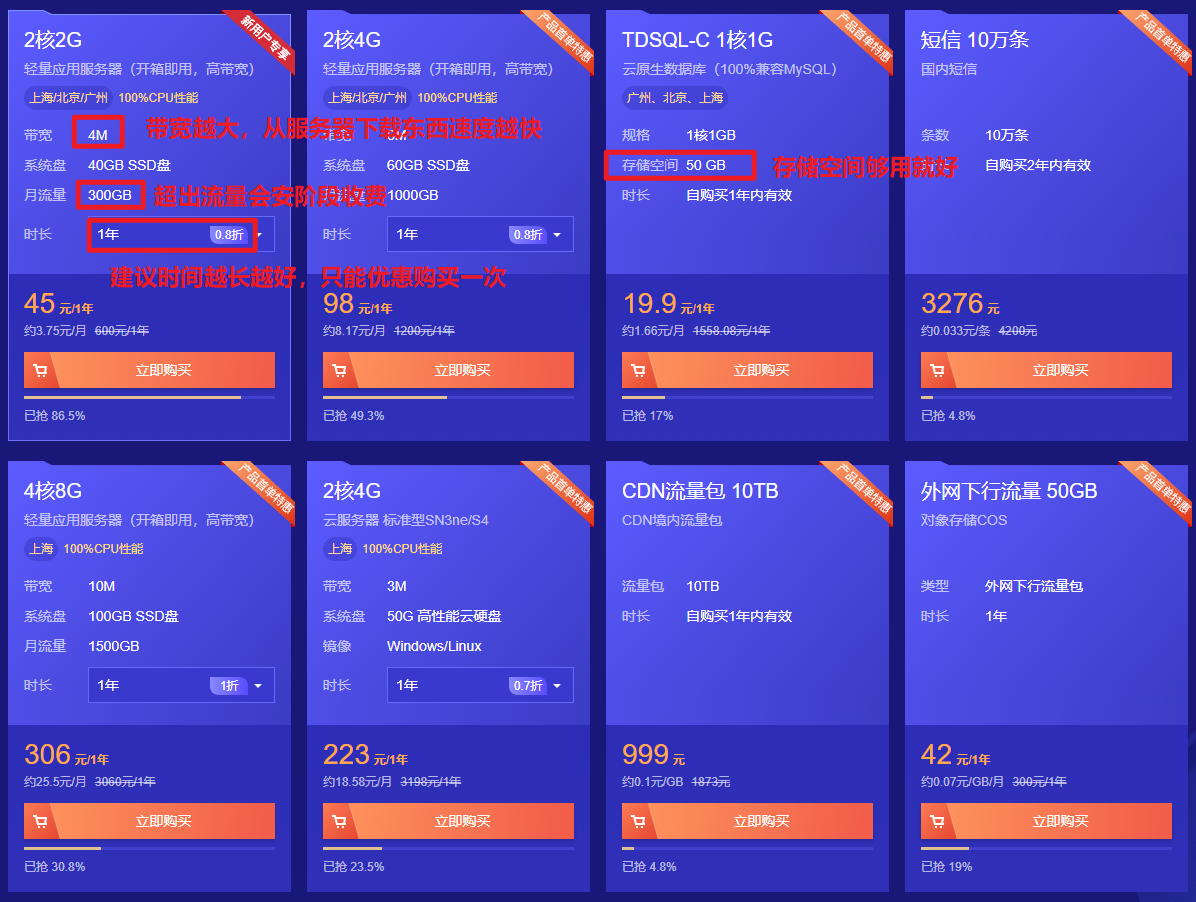 2核2G
新用户专享
轻量应用服务器（开箱即用，高带宽）
上海/北京/广州 100%CPU性能
带宽 4M
带宽越大，从服务器下载东西速度越快
系统盘 40GB SSD盘
月流量 300GB
超出流量会安阶段收费
时长 1年 0.8折
建议时间越长越好，只能优惠购买一次
45 元/1年
约3.75元/月 600元/1年
立即购买
已抢 86.5%
2核4G
产品首单特惠
轻量应用服务器（开箱即用，高带宽）
上海/北京/广州 100%CPU性能
系统盘 60GB SSD盘
1000GB
时长 1年 0.8折
98 元/1年
约8.17元/月 1200元/1年
立即购买
已抢 49.3%
TDSQL-C 1核1G
产品首单特惠
云原生数据库（100%兼容MySQL）
广州、北京、上海
规格 1核1GB
存储空间 50 GB
存储空间够用就好
时长 自购买1年内有效
19.9 元/1年
约1.66元/月 1558.08元/1年
立即购买
已抢 17%
短信 10万条
产品首单特惠
国内短信
条数 10万条
自购买2年内有效
3276 元
约0.033元/条 4200元
立即购买
已抢 4.8%
4核8G
产品首单特惠
轻量应用服务器（开箱即用，高带宽）
上海 100%CPU性能
带宽 10M
系统盘 100GB SSD盘
月流量 1500GB
时长 1年 1折
306 元/1年
约25.5元/月 3060元/1年
立即购买
已抢 30.8%
2核4G
产品首单特惠
云服务器 标准型SN3ne/S4
上海 100%CPU性能
带宽 3M
系统盘 50G 高性能云硬盘
镜像 Windows/Linux
时长 1年 0.7折
223 元/1年
约18.58元/月 3198元/1年
立即购买
已抢 23.5%
CDN流量包 10TB
产品首单特惠
CDN境内流量包
流量包 10TB
时长 自购买1年内有效
999 元
约0.1元/GB 1873元
立即购买
已抢 4.8%
外网下行流量 50GB
产品首单特惠
对象存储COS
类型 外网下行流量包
时长 1年
42 元/1年
约0.07元/GB/月 300元/1年
立即购买
已抢 19%